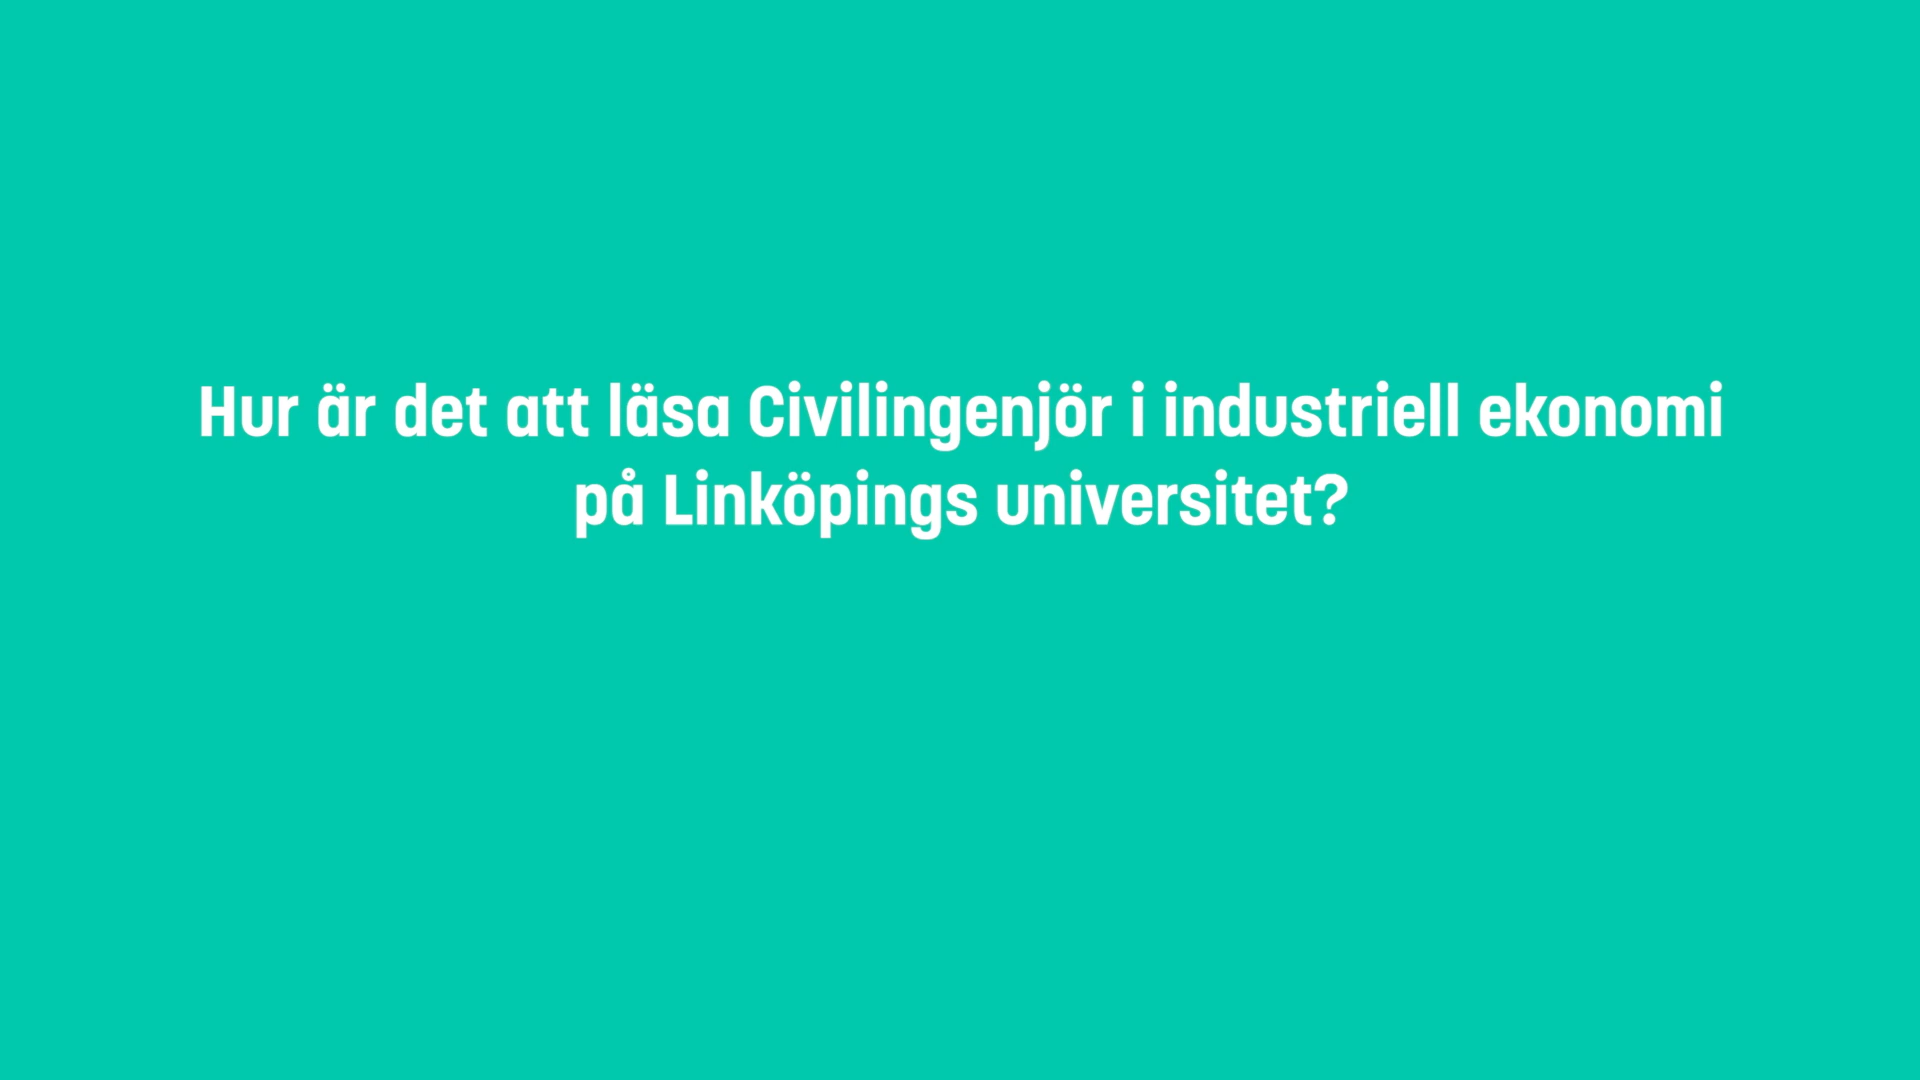 Hur är det att läsa Civilingenjör i industriell ekonomi
på Linköpings universitet?